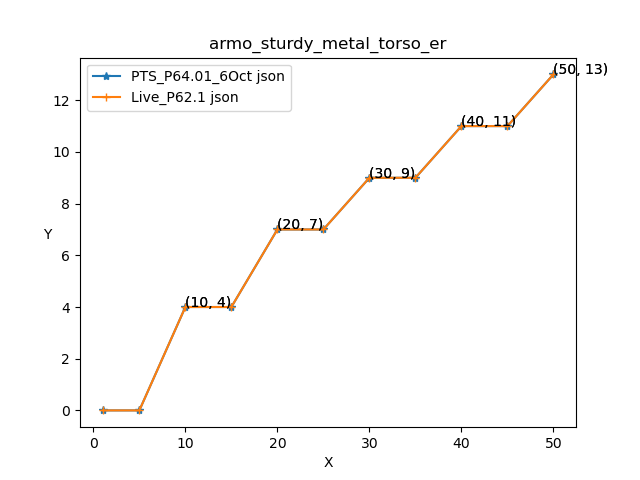 armo_sturdy_metal_torso_er
PTS_P64.01_6Oct json
Live_P62.1 json
(50, 13)
(40, 11)
(30, 9)
(20, 7)
(10, 4)
12
10
8
6
4
2
0
Y
0 10 20 30 40 50
X